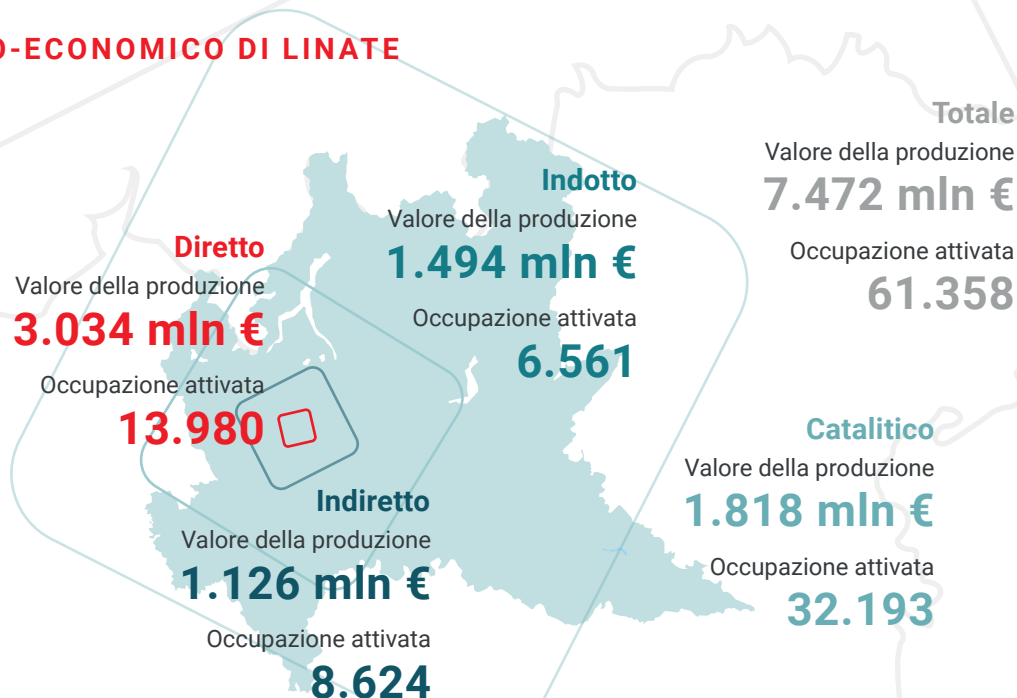 O-ECONOMICO DI LINATE
Totale
Valore della produzione
7.472 mln €
Occupazione attivata
61.358
Indotto
Valore della produzione
1.494 mln €
Occupazione attivata
6.561
Diretto
Valore della produzione
3.034 mln €
Occupazione attivata
13.980
Catalitico
Valore della produzione
1.818 mln €
Occupazione attivata
32.193
Indiretto
Valore della produzione
1.126 mln €
Occupazione attivata
8.624